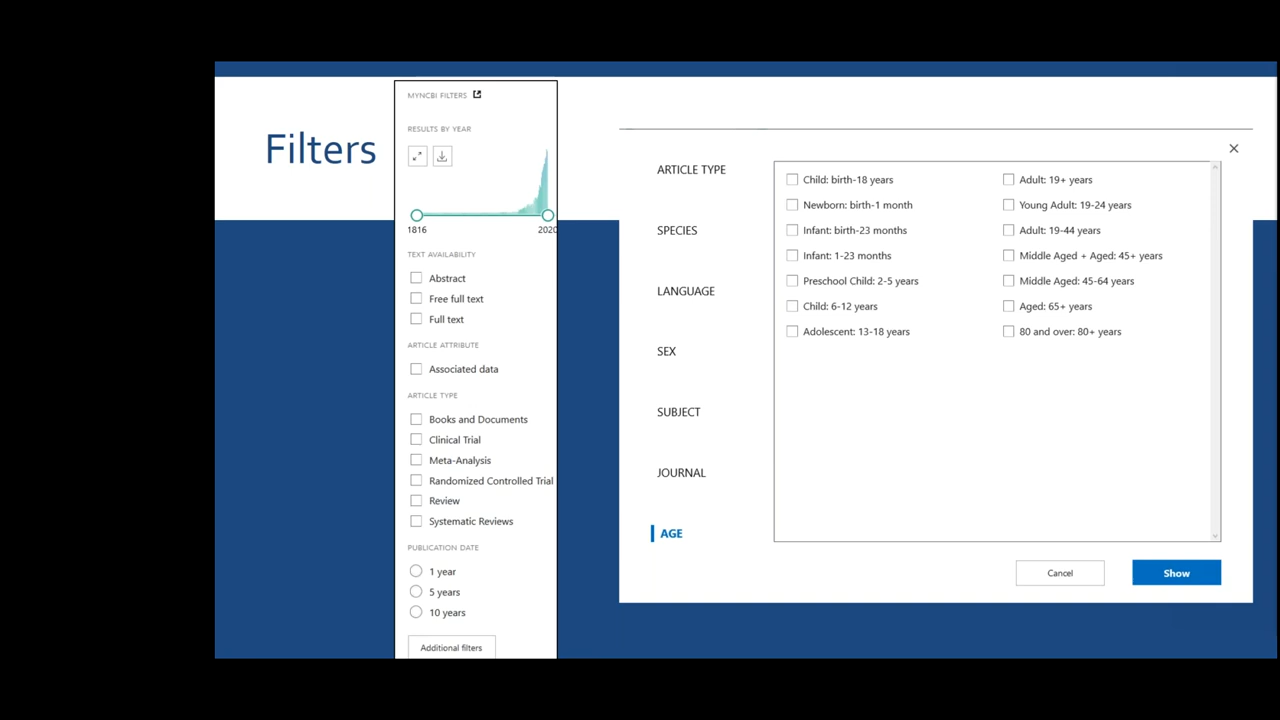 Filters
MYNCBI FILTERS
RESULTS BY YEAR
1816 2020
TEXT AVAILABILITY
Abstract
Free full text
Full text
ARTICLE ATTRIBUTE
Associated data
ARTICLE TYPE
Books and Documents
Clinical Trial
Meta-Analysis
Randomized Controlled Trial
Review
Systematic Reviews
PUBLICATION DATE
1 year
5 years
10 years
Additional filters
ARTICLE TYPE
SPECIES
LANGUAGE
SEX
SUBJECT
JOURNAL
AGE
Child: birth-18 years
Newborn: birth-1 month
Infant: birth-23 months
Infant: 1-23 months
Preschool Child: 2-5 years
Child: 6-12 years
Adolescent: 13-18 years
Adult: 19+ years
Young Adult: 19-24 years
Adult: 19-44 years
Middle Aged + Aged: 45+ years
Middle Aged: 45-64 years
Aged: 65+ years
80 and over: 80+ years
Cancel
Show